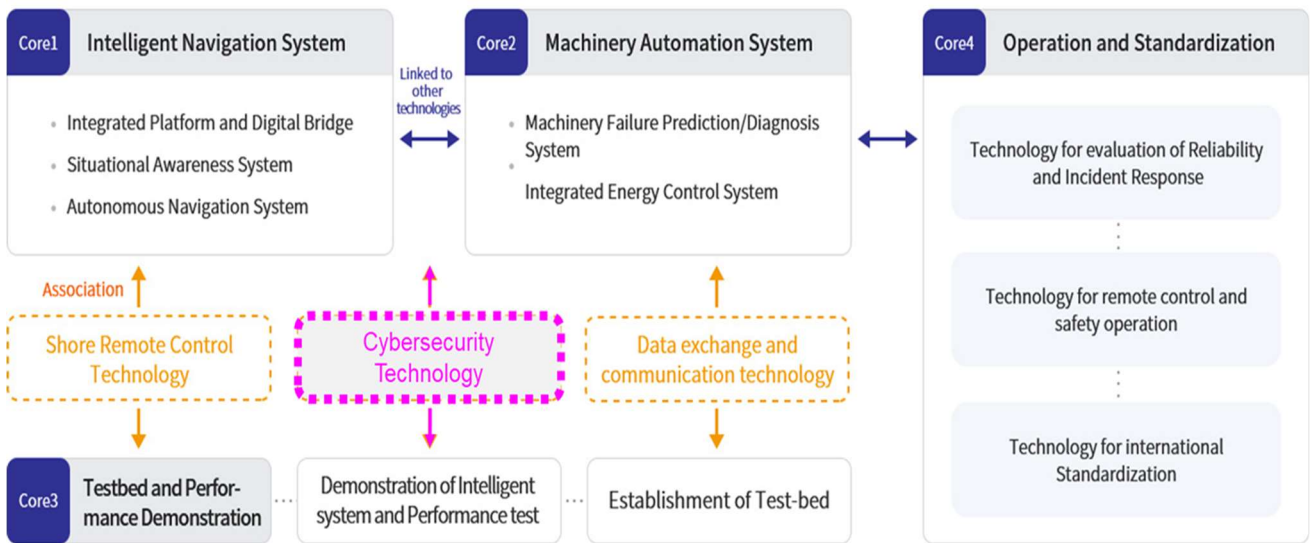 Core1
Intelligent Navigation System
Integrated Platform and Digital Bridge
Situational Awareness System
Autonomous Navigation System
Linked to
other
technologies
Core2
Machinery Automation System
Machinery Failure Prediction/Diagnosis
System
Integrated Energy Control System
Core4
Operation and Standardization
Technology for evaluation of Reliability
and Incident Response
Technology for remote control and
safety operation
Technology for international
Standardization
Association
Shore Remote Control
Technology
Cybersecurity
Technology
Data exchange and
communication technology
Core3
Testbed and Perfor-
mance Demonstration
Demonstration of Intelligent
system and Performance test
Establishment of Test-bed